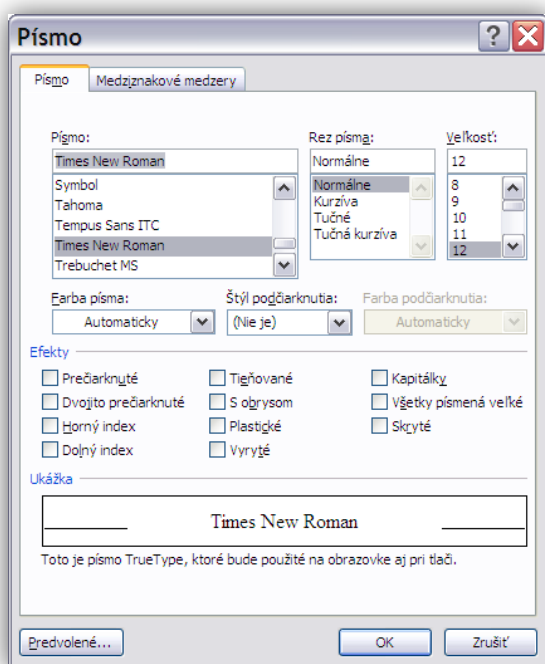 Písmo
Písmo Medziznakové medzery
Písmo: Rez písma: Veľkosť:
Times New Roman Normálne 12
Symbol Normálne 8
Tahoma Kurzíva 9
Tempus Sans ITC Tučné 10
Times New Roman Tučná kurzíva 11
Trebuchet MS 12
Farba písma: Štýl podčiarknutia: Farba podčiarknutia:
Automaticky (Nie je) Automaticky
Efekty
Prečiarknuté Tieňované Kapitálky
Dvojito prečiarknuté S obrysom Všetky písmená veľké
Horný index Plastické Skryté
Dolný index Vyryté
Ukážka
Times New Roman
Toto je písmo TrueType, ktoré bude použité na obrazovke aj pri tlači.
Predvolené... OK Zrušiť